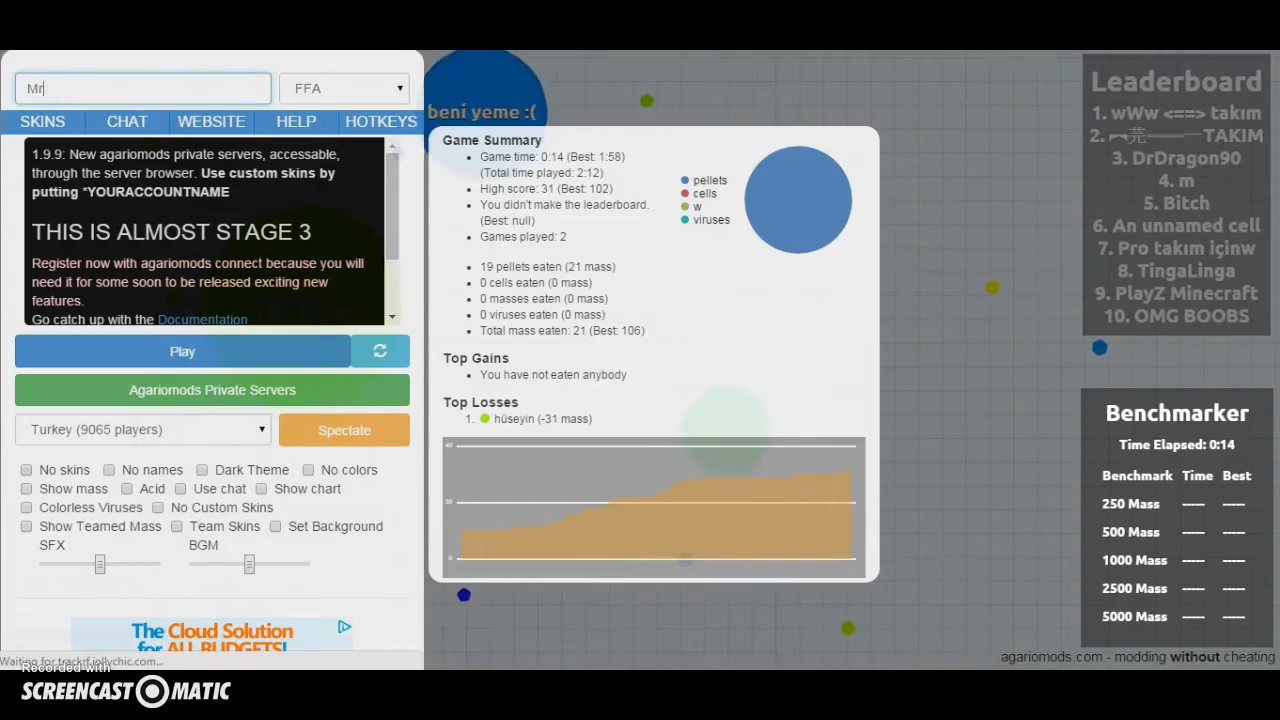 Mr
FFA
SKINS CHAT WEBSITE HELP HOTKEYS
1.9.9: New agariomods private servers, accessable,
through the server browser. Use custom skins by
putting *YOURACCOUNTNAME
THIS IS ALMOST STAGE 3
Register now with agariomods connect because you will
need it for some soon to be released exciting new
features.
Go catch up with the Documentation
Play
Agariomods Private Servers
Turkey (9065 players)
Spectate
No skins No names Dark Theme No colors
Show mass Acid Use chat Show chart
Colorless Viruses No Custom Skins
Show Teamed Mass Team Skins Set Background
SFX BGM
The Cloud Solution
for ALL BUDGETS!
Waiting for trackrf.jollychic.com...
Recorded with
SCREENCAST MATIC
beni yeme :(
Game Summary
Game time: 0:14 (Best: 1:58)
(Total time played: 2:12)
High score: 31 (Best: 102)
You didn't make the leaderboard.
(Best: null)
Games played: 2
19 pellets eaten (21 mass)
0 cells eaten (0 mass)
0 masses eaten (0 mass)
0 viruses eaten (0 mass)
Total mass eaten: 21 (Best: 106)
pellets
cells
w
viruses
Top Gains
You have not eaten anybody
Top Losses
1. hüseyin (-31 mass)
0
Leaderboard
1. wWw <==> takım
2. TAKIM
3. DrDragon90
4. m
5. Bitch
6. An unnamed cell
7. Pro takım içinw
8. TingaLinga
9. PlayZ Minecraft
10. OMG BOOBS
Benchmarker
Time Elapsed: 0:14
Benchmark Time Best
250 Mass ----- -----
500 Mass ----- -----
1000 Mass ----- -----
2500 Mass ----- -----
5000 Mass ----- -----
agariomods.com - modding without cheating